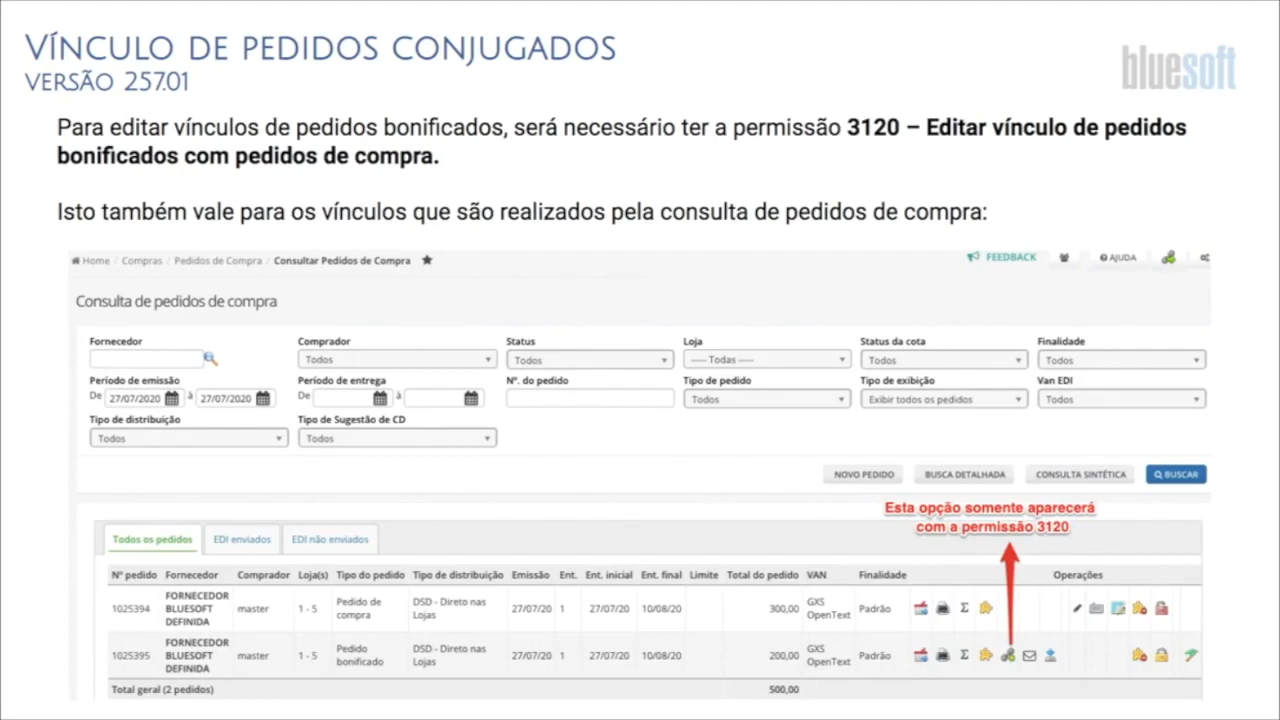 VÍNCULO DE PEDIDOS CONJUGADOS
VERSÃO 257.01
bluesoft
Para editar vínculos de pedidos bonificados, será necessário ter a permissão 3120 – Editar vínculo de pedidos
bonificados com pedidos de compra.
Isto também vale para os vínculos que são realizados pela consulta de pedidos de compra:
Home / Compras / Pedidos de Compra / Consultar Pedidos de Compra
FEEDBACK
AJUDA
Consulta de pedidos de compra
Fornecedor Comprador Status Loja Status da cota Finalidade
Todos Todos ---- Todas ---- Todos Todos
Período de emissão Período de entrega Nº. do pedido Tipo de pedido Tipo de exibição Van EDI
De 27/07/2020 à 27/07/2020 De à Todos Exibir todos os pedidos Todos
Tipo de distribuição Tipo de Sugestão de CD
Todos Todos
NOVO PEDIDO BUSCA DETALHADA CONSULTA SINTÉTICA BUSCAR
Esta opção somente aparecerá
com a permissão 3120
Todos os pedidos EDI enviados EDI não enviados
Nº pedido Fornecedor Comprador Loja(s) Tipo do pedido Tipo de distribuição Emissão Ent. Ent. inicial Ent. final Limite Total do pedido VAN Finalidade Operações
1025394 FORNECEDOR BLUESOFT DEFINIDA master 1 - 5 Pedido de compra DSD - Direto nas Lojas 27/07/20 1 27/07/20 10/08/20 300,00 GXS OpenText Padrão Σ
1025395 FORNECEDOR BLUESOFT DEFINIDA master 1 - 5 Pedido bonificado DSD - Direto nas Lojas 27/07/20 1 27/07/20 10/08/20 200,00 GXS OpenText Padrão Σ
Total geral (2 pedidos) 500,00